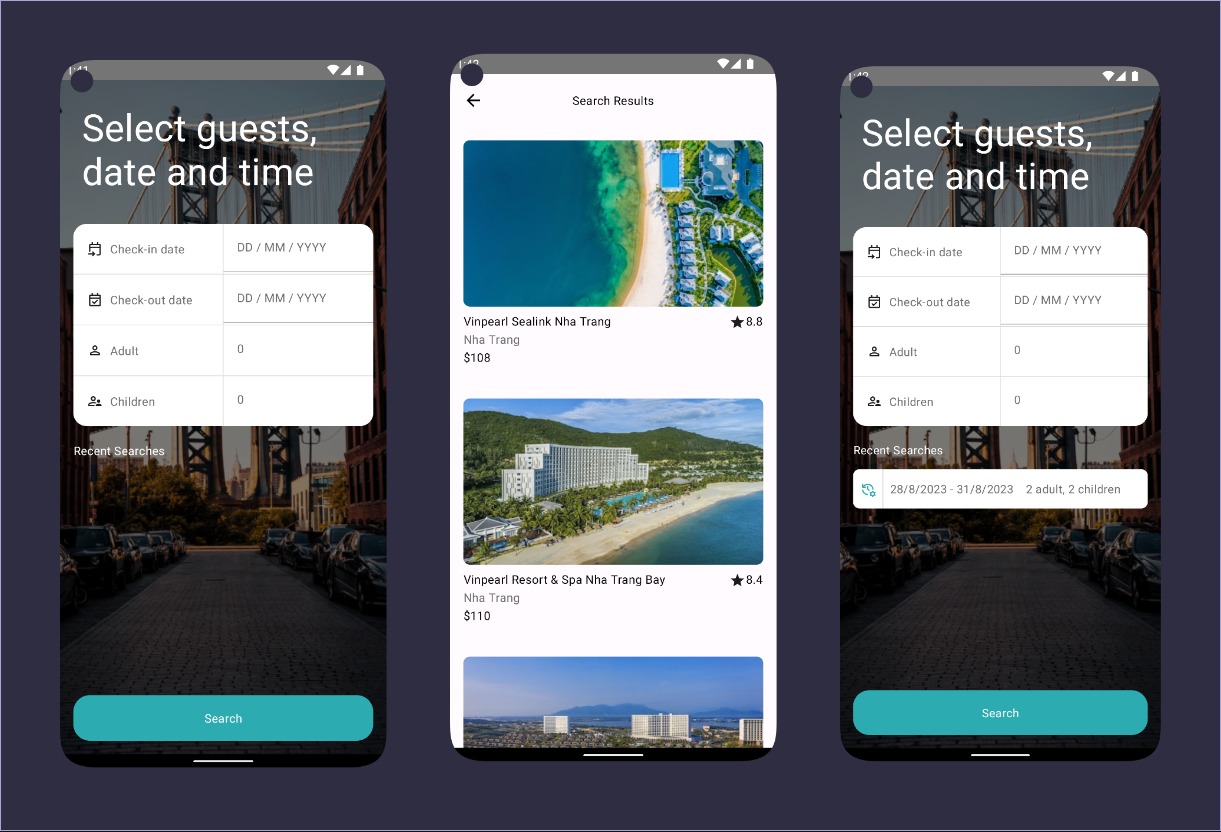 Select guests,
date and time
Check-in date
DD / MM / YYYY
Check-out date
DD / MM / YYYY
Adult
0
Children
0
Recent Searches
Search
Search Results
Vinpearl Sealink Nha Trang
8.8
Nha Trang
$108
Vinpearl Resort & Spa Nha Trang Bay
8.4
Nha Trang
$110
Select guests,
date and time
Check-in date
DD / MM / YYYY
Check-out date
DD / MM / YYYY
Adult
0
Children
0
Recent Searches
28/8/2023 - 31/8/2023 2 adult, 2 children
Search